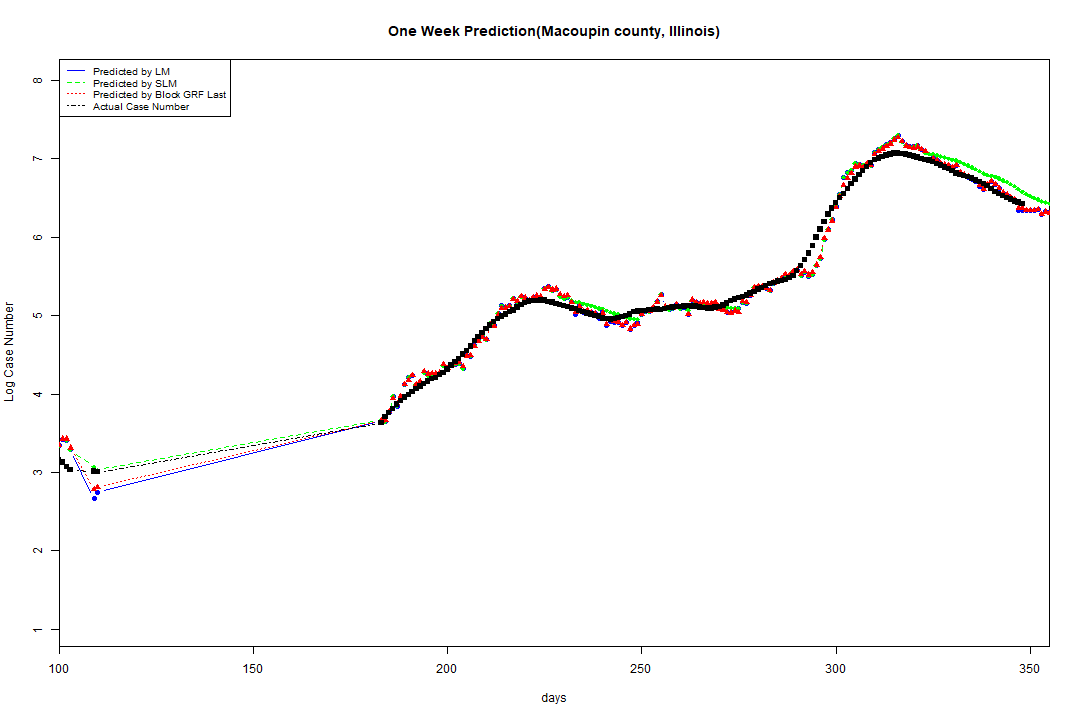 One Week Prediction(Macoupin county, Illinois)
Predicted by LM
Predicted by SLM
Predicted by Block GRF Last
Actual Case Number
8
7
6
5
4
3
2
1
Log Case Number
100 150 200 250 300 350
days